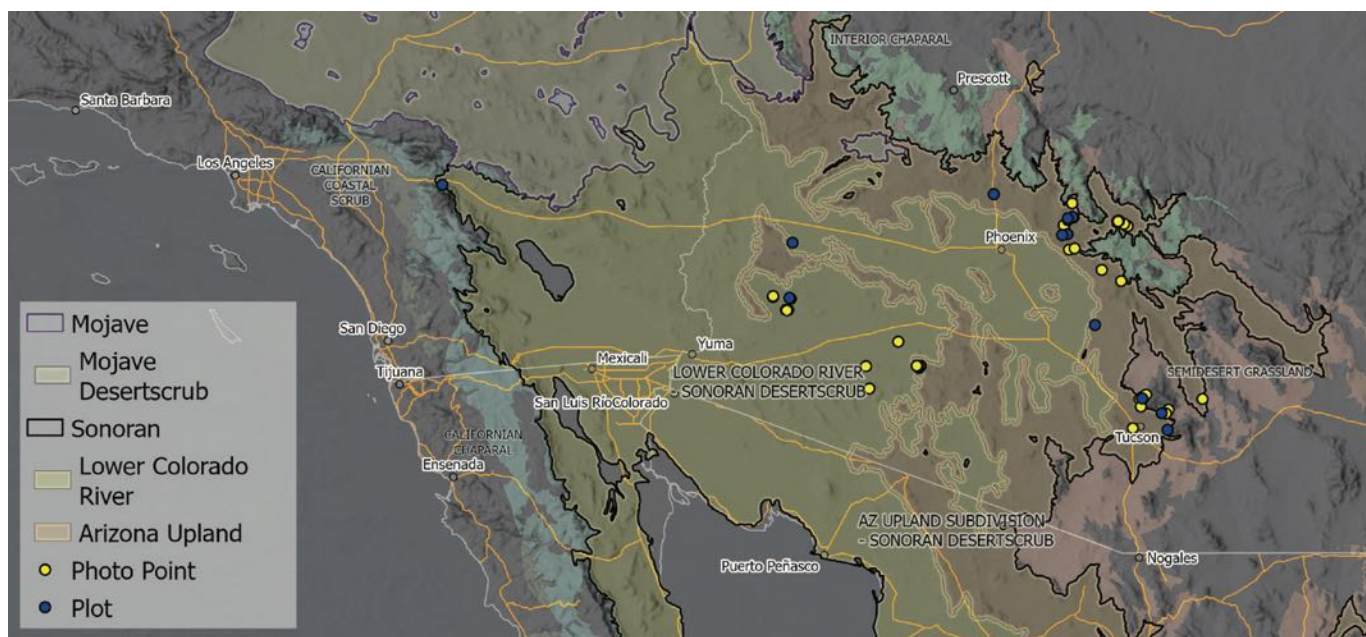 INTERIOR CHAPARAL
Prescott
Santa Barbara
Los Angeles
CALIFORNIAN
COASTAL
SCRUB
Phoenix
San Diego
Tijuana
Mexicali
Yuma
LOWER COLORADO RIVER
- SONORAN DESERTSCRUB
San Luis RíoColorado
SEMIDESERT GRASSLAND
Tucson
CALIFORNIAN
CHAPARAL
Ensenada
AZ UPLAND SUBDIVISION
- SONORAN DESERTSCRUB
Puerto Peñasco
Nogales
Mojave
Mojave
Desertscrub
Sonoran
Lower Colorado
River
Arizona Upland
Photo Point
Plot